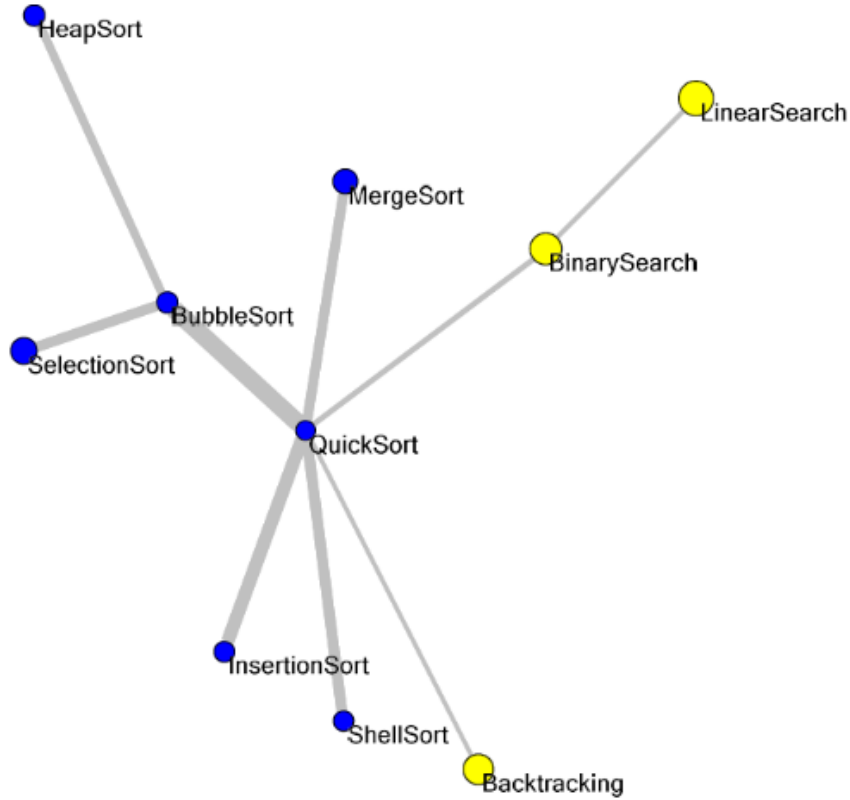 HeapSort
LinearSearch
MergeSort
BinarySearch
BubbleSort
SelectionSort
QuickSort
InsertionSort
ShellSort
Backtracking